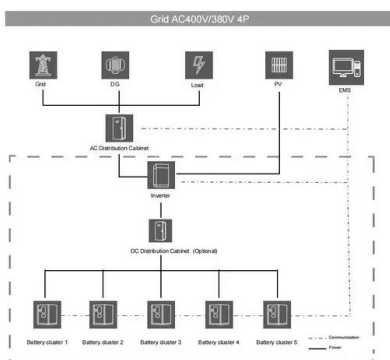 Grid AC400V/380V 4P
Grid DG Load PV EMS
AC Distribution Cabinet
Inverter
DC Distribution Cabinet (Optional)
Battery cluster 1 Battery cluster 2 Battery cluster 3 Battery cluster 4 Battery cluster 5
Communication
Power